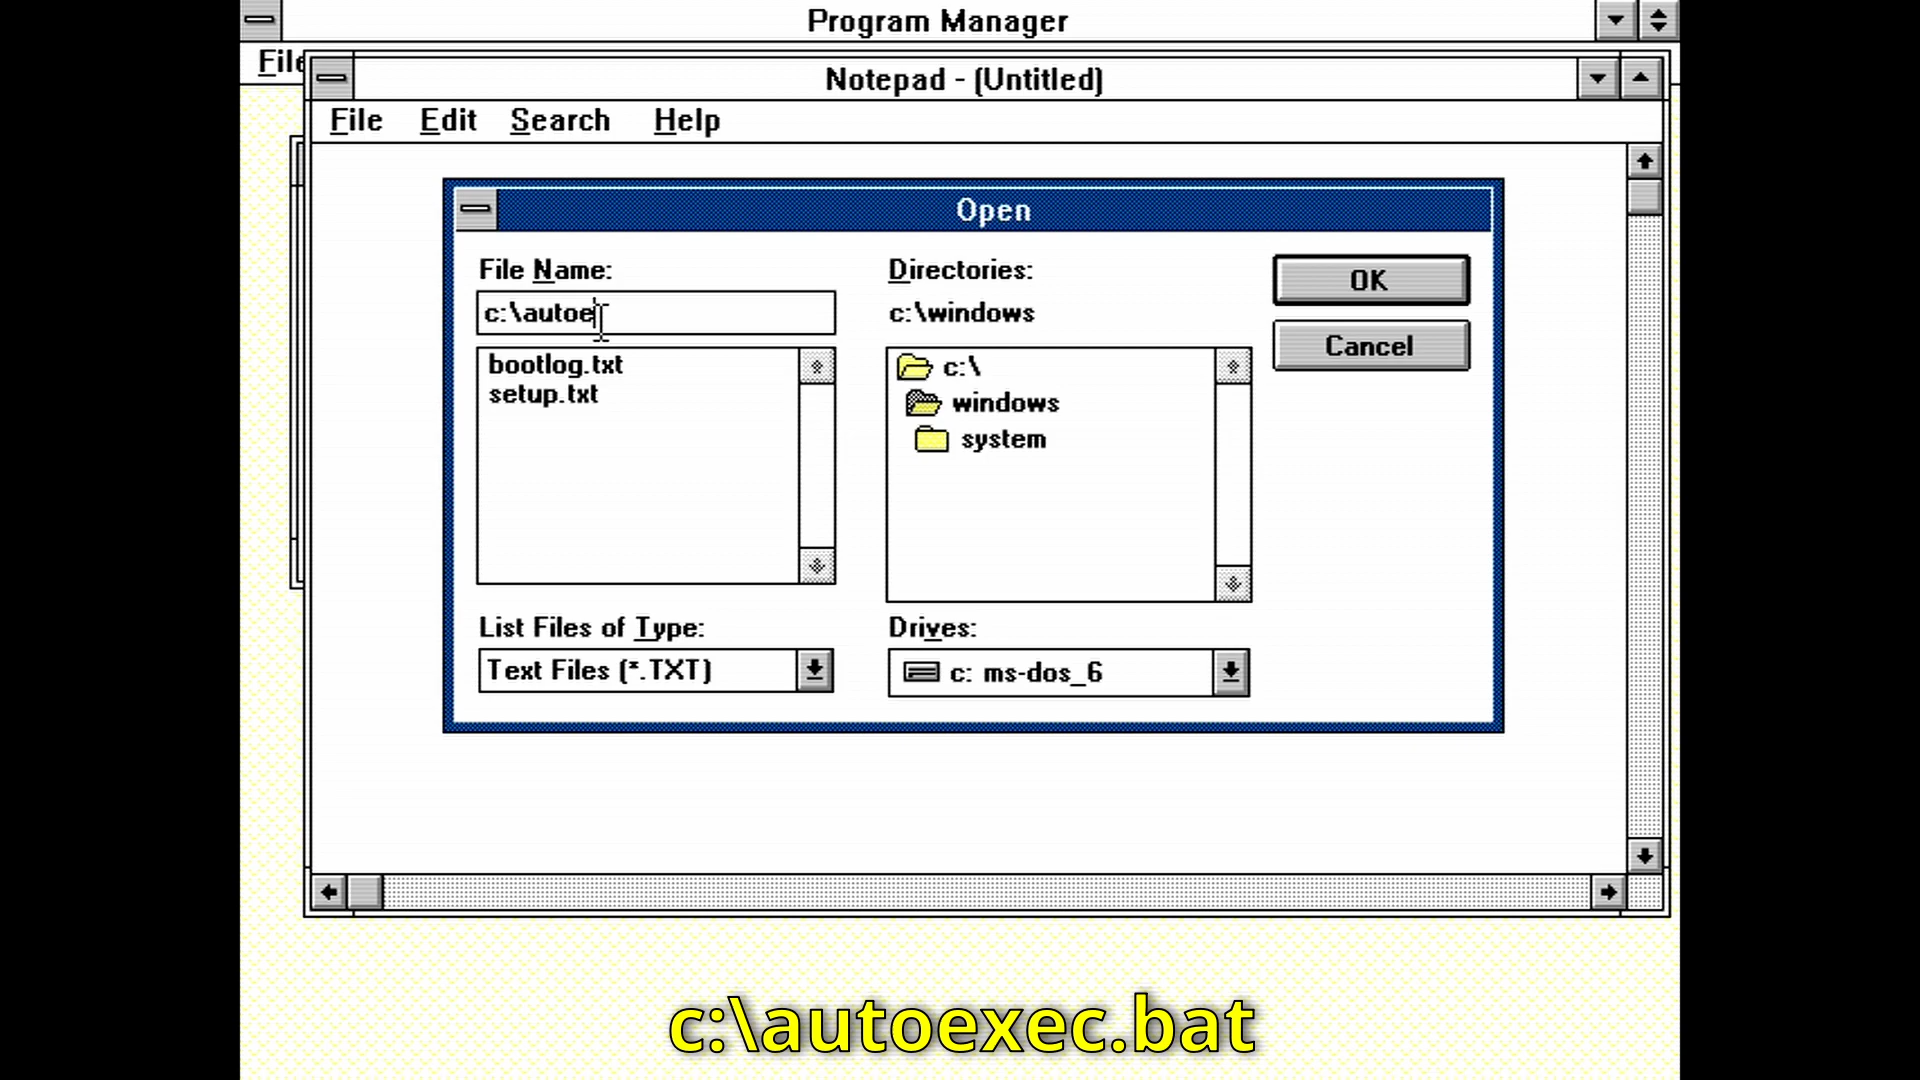 Program Manager
File
Notepad - (Untitled)
File Edit Search Help
Open
File Name:
c:\autoe
bootlog.txt
setup.txt
Directories:
c:\windows
c:\
windows
system
OK
Cancel
List Files of Type:
Text Files (*.TXT)
Drives:
c: ms-dos_6
c:\autoexec.bat